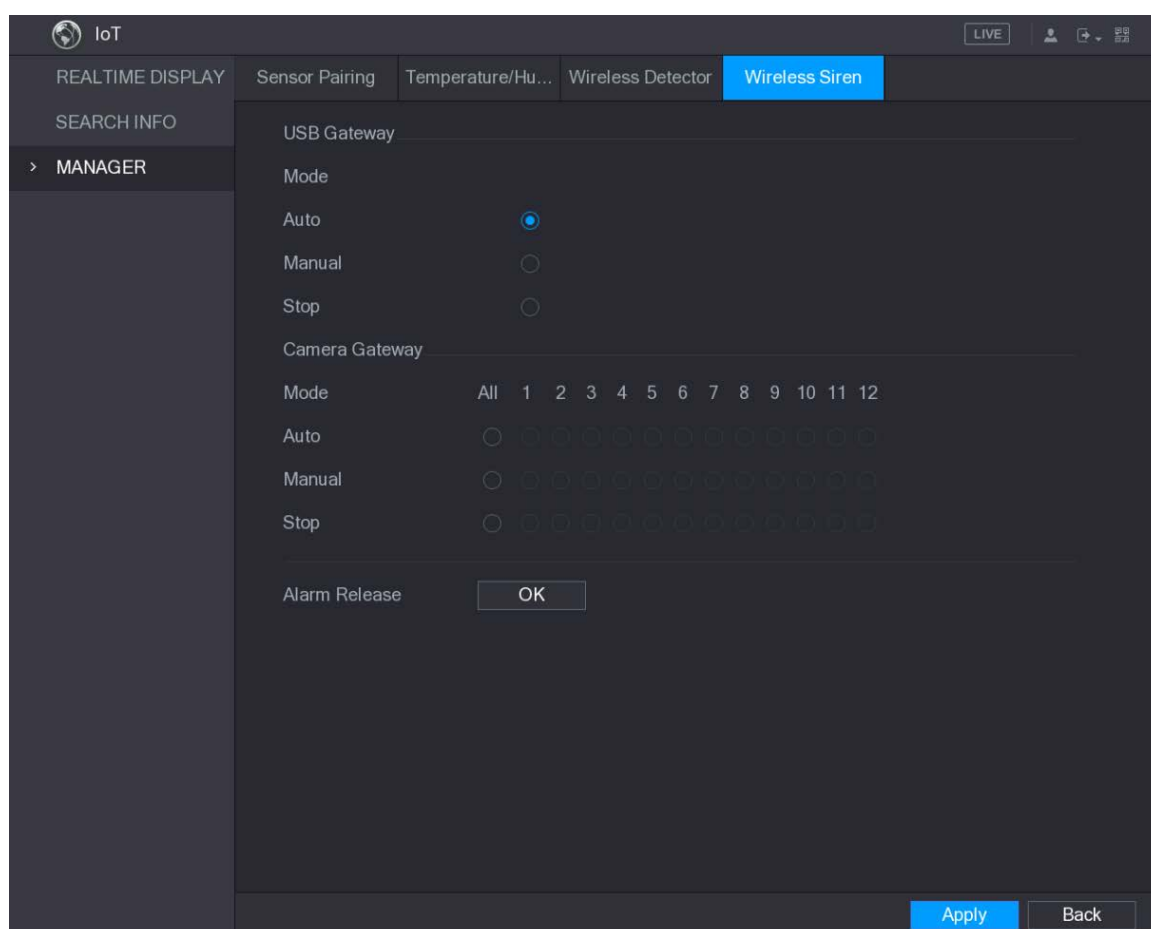 IoT
LIVE
REALTIME DISPLAY
SEARCH INFO
> MANAGER
Sensor Pairing Temperature/Hu... Wireless Detector Wireless Siren
USB Gateway
Mode
Auto
Manual
Stop
Camera Gateway
Mode All 1 2 3 4 5 6 7 8 9 10 11 12
Auto
Manual
Stop
Alarm Release OK
Apply Back